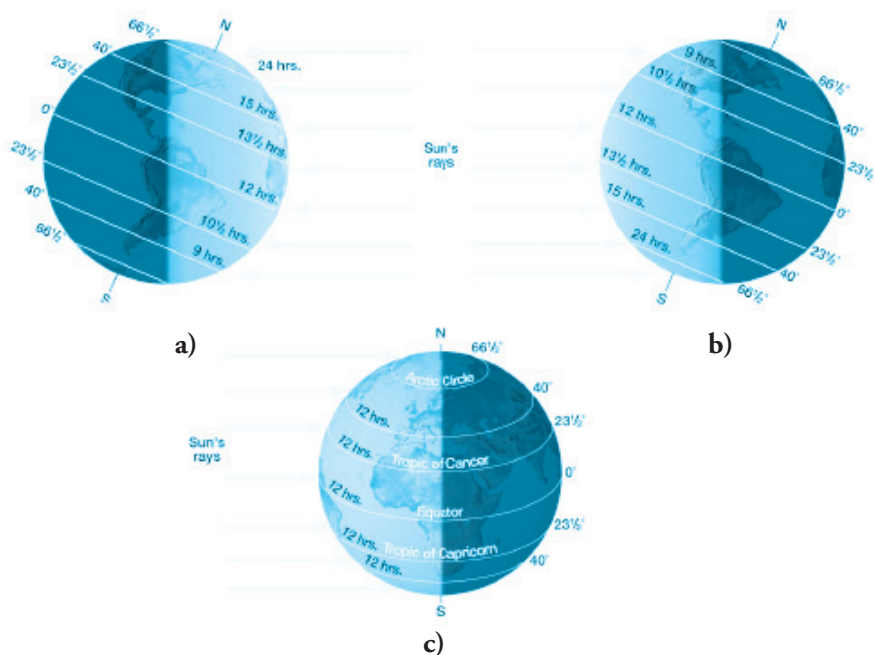 N
66½°
40°
23½°
0°
23½°
40°
66½°
S
24 hrs.
15 hrs.
13½ hrs.
12 hrs.
10½ hrs.
9 hrs.
a)
Sun's
rays
N
9 hrs.
10½ hrs.
12 hrs.
13½ hrs.
15 hrs.
24 hrs.
66½°
40°
23½°
0°
23½°
40°
66½°
S
b)
Sun's
rays
N
66½°
Arctic Circle
40°
12 hrs.
23½°
12 hrs.
Tropic of Cancer
0°
12 hrs.
Equator
23½°
12 hrs.
Tropic of Capricorn
40°
12 hrs.
S
c)